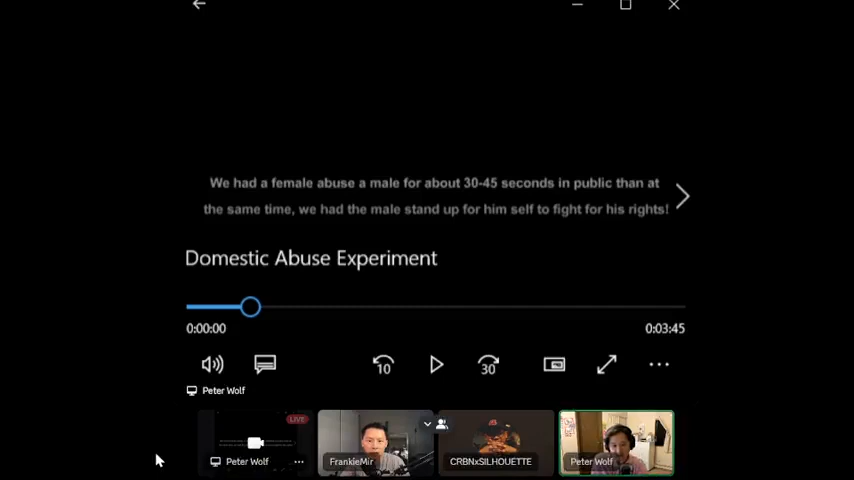 We had a female abuse a male for about 30-45 seconds in public than at
the same time, we had the male stand up for him self to fight for his rights!
Domestic Abuse Experiment
0:00:00
0:03:45
10
30
Peter Wolf
Live
Peter Wolf
FrankieMir
CRBNxSILHOUETTE
Peter Wolf